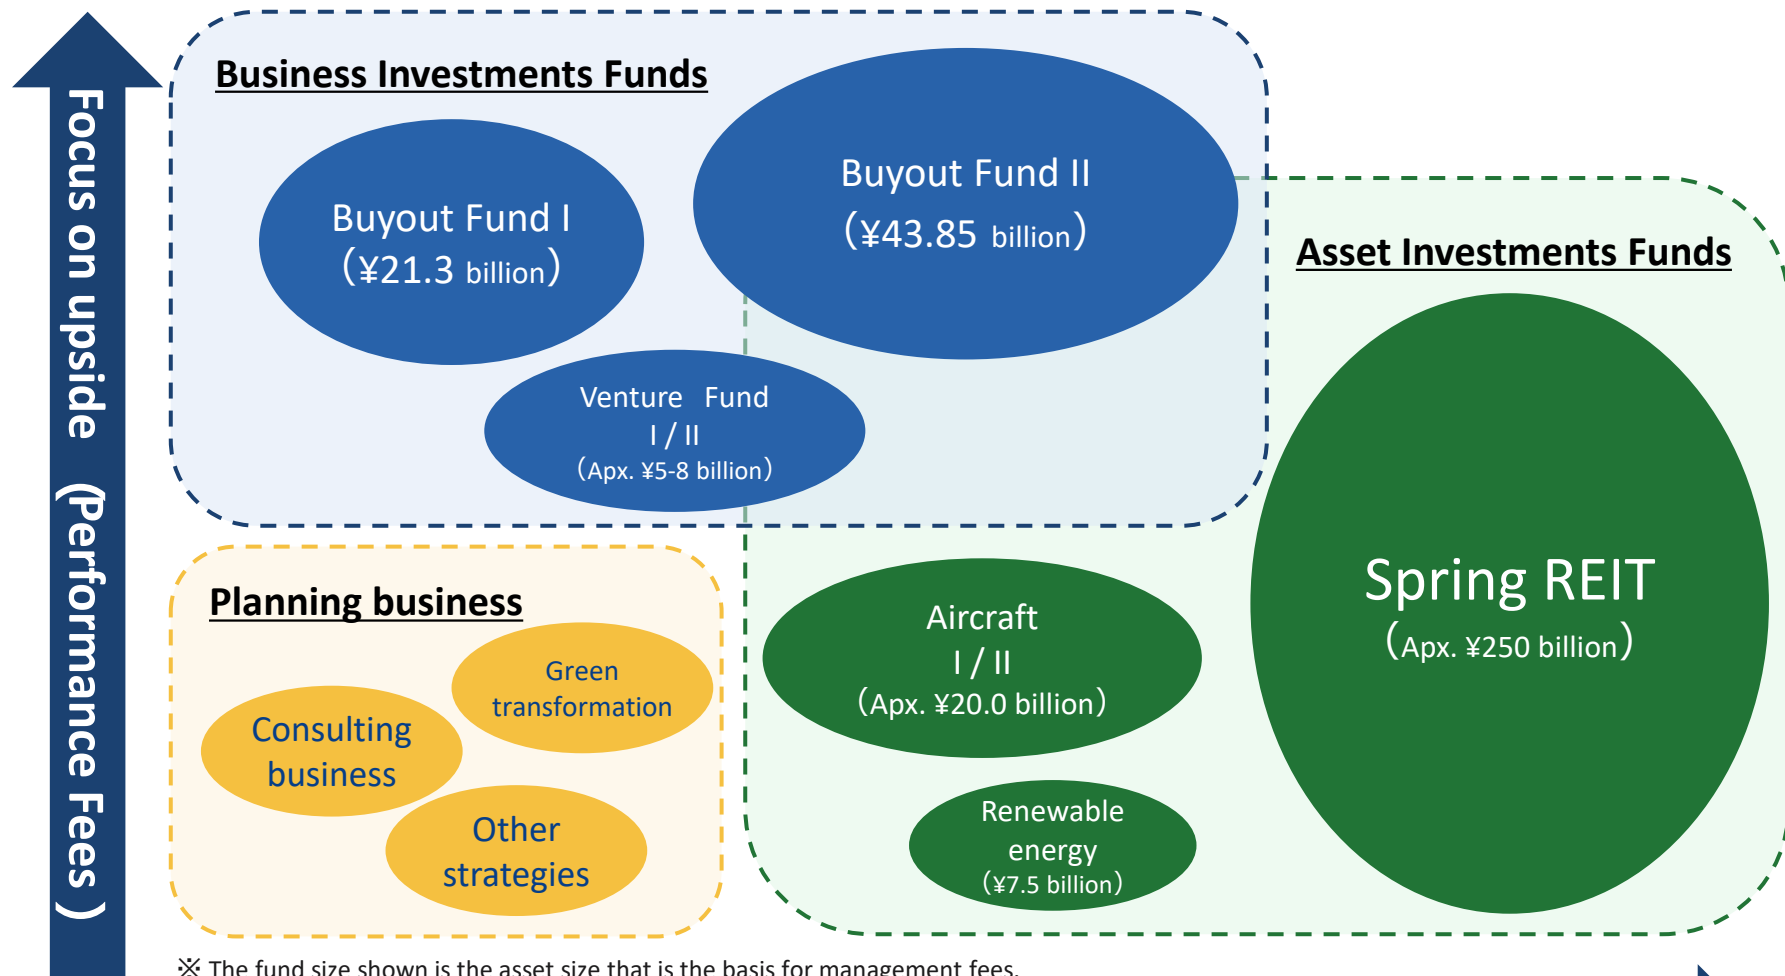 Focus on upside (Performance Fees)
Business Investments Funds
Buyout Fund I
(¥21.3 billion)
Buyout Fund II
(¥43.85 billion)
Venture Fund
I / II
(Apx. ¥5-8 billion)
Asset Investments Funds
Spring REIT
(Apx. ¥250 billion)
Aircraft
I / II
(Apx. ¥20.0 billion)
Renewable
energy
(¥7.5 billion)
Planning business
Green
transformation
Consulting
business
Other
strategies
※ The fund size shown is the asset size that is the basis for management fees.